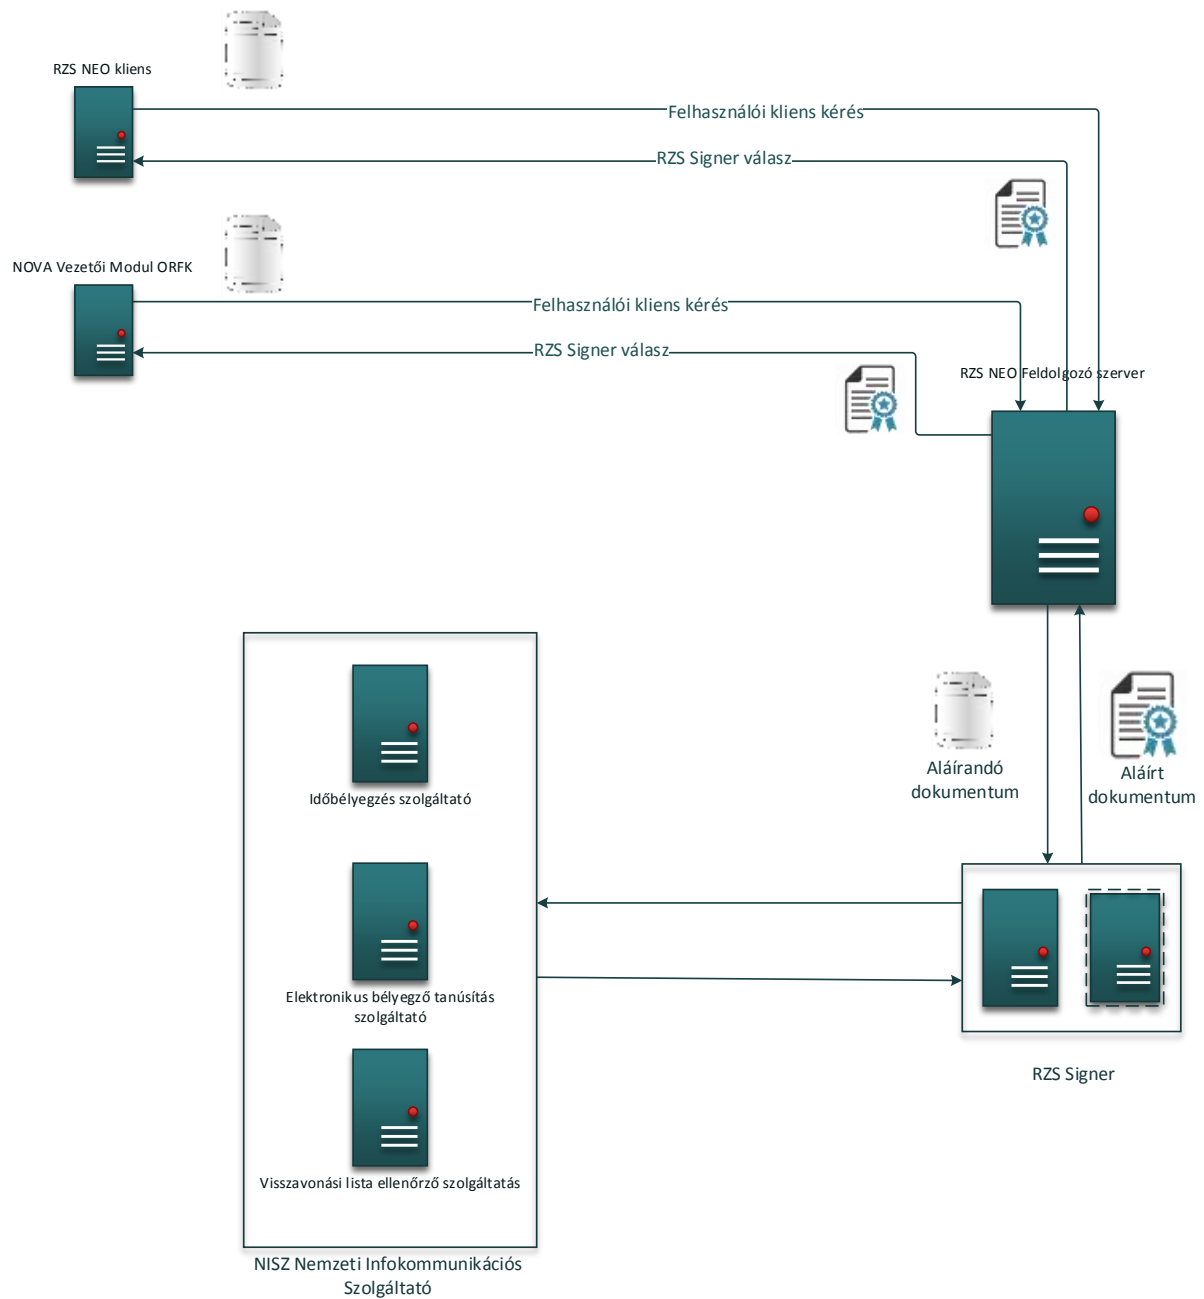 RZS NEO kliens
Felhasználói kliens kérés
RZS Signer válasz
NOVA Vezetői Modul ORFK
Felhasználói kliens kérés
RZS Signer válasz
RZS NEO Feldolgozó szerver
Aláírandó
dokumentum
Aláírt
dokumentum
Időbélyegzés szolgáltató
Elektronikus bélyegző tanúsítás
szolgáltató
Visszavonási lista ellenőrző szolgáltatás
RZS Signer
NISZ Nemzeti Infokommunikációs
Szolgáltató